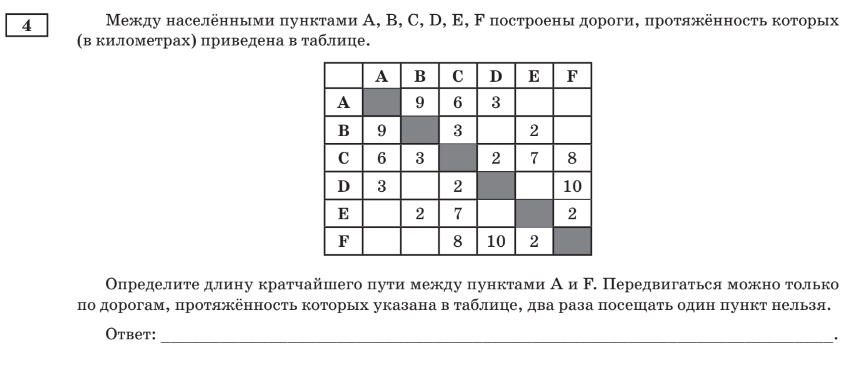 4
Между населёнными пунктами A, B, C, D, E, F построены дороги, протяжённость которых
(в километрах) приведена в таблице.
A B C D E F
A 9 6 3
B 9 3 2
C 6 3 2 7 8
D 3 2 10
E 2 7 2
F 8 10 2
Определите длину кратчайшего пути между пунктами A и F. Передвигаться можно только
по дорогам, протяжённость которых указана в таблице, два раза посещать один пункт нельзя.
Ответ: .